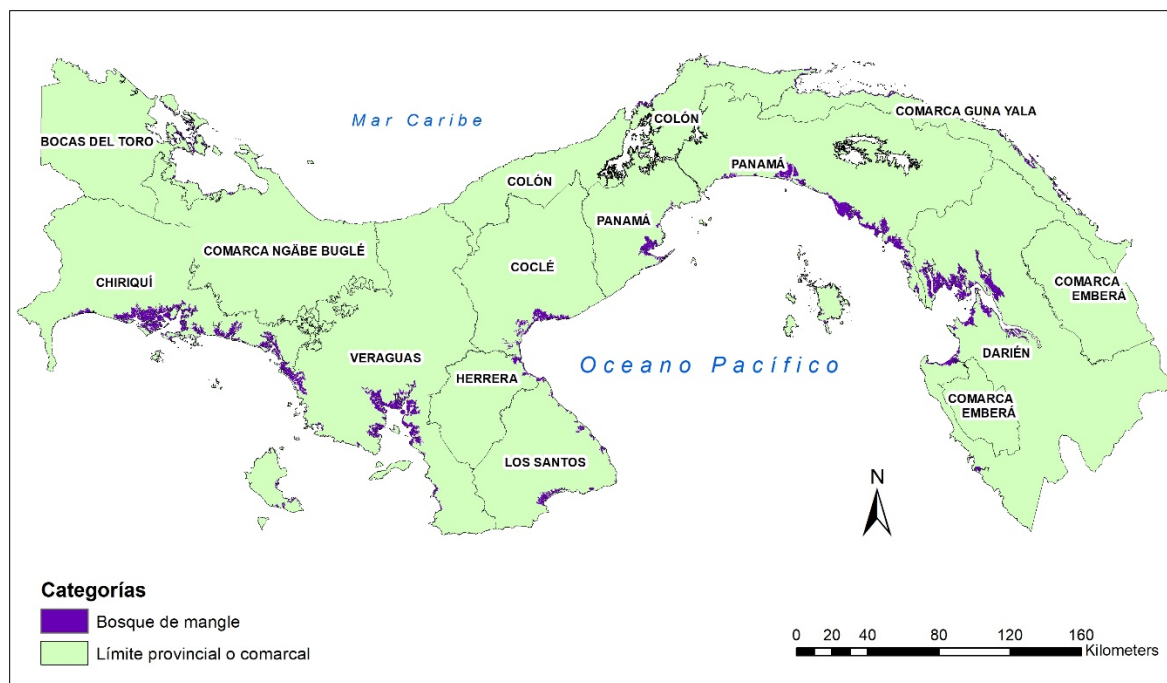 Mar Caribe
COMARCA GUNA YALA
COLÓN
BOCAS DEL TORO
COLÓN
PANAMÁ
PANAMÁ
COMARCA NGÄBE BUGLÉ
COCLÉ
CHIRIQUÍ
COMARCA
EMBERÁ
VERAGUAS
Oceano Pacífico
DARIÉN
HERRERA
COMARCA
EMBERÁ
LOS SANTOS
N
Categorías
Bosque de mangle
Límite provincial o comarcal
0 20 40 80 120 160
Kilometers